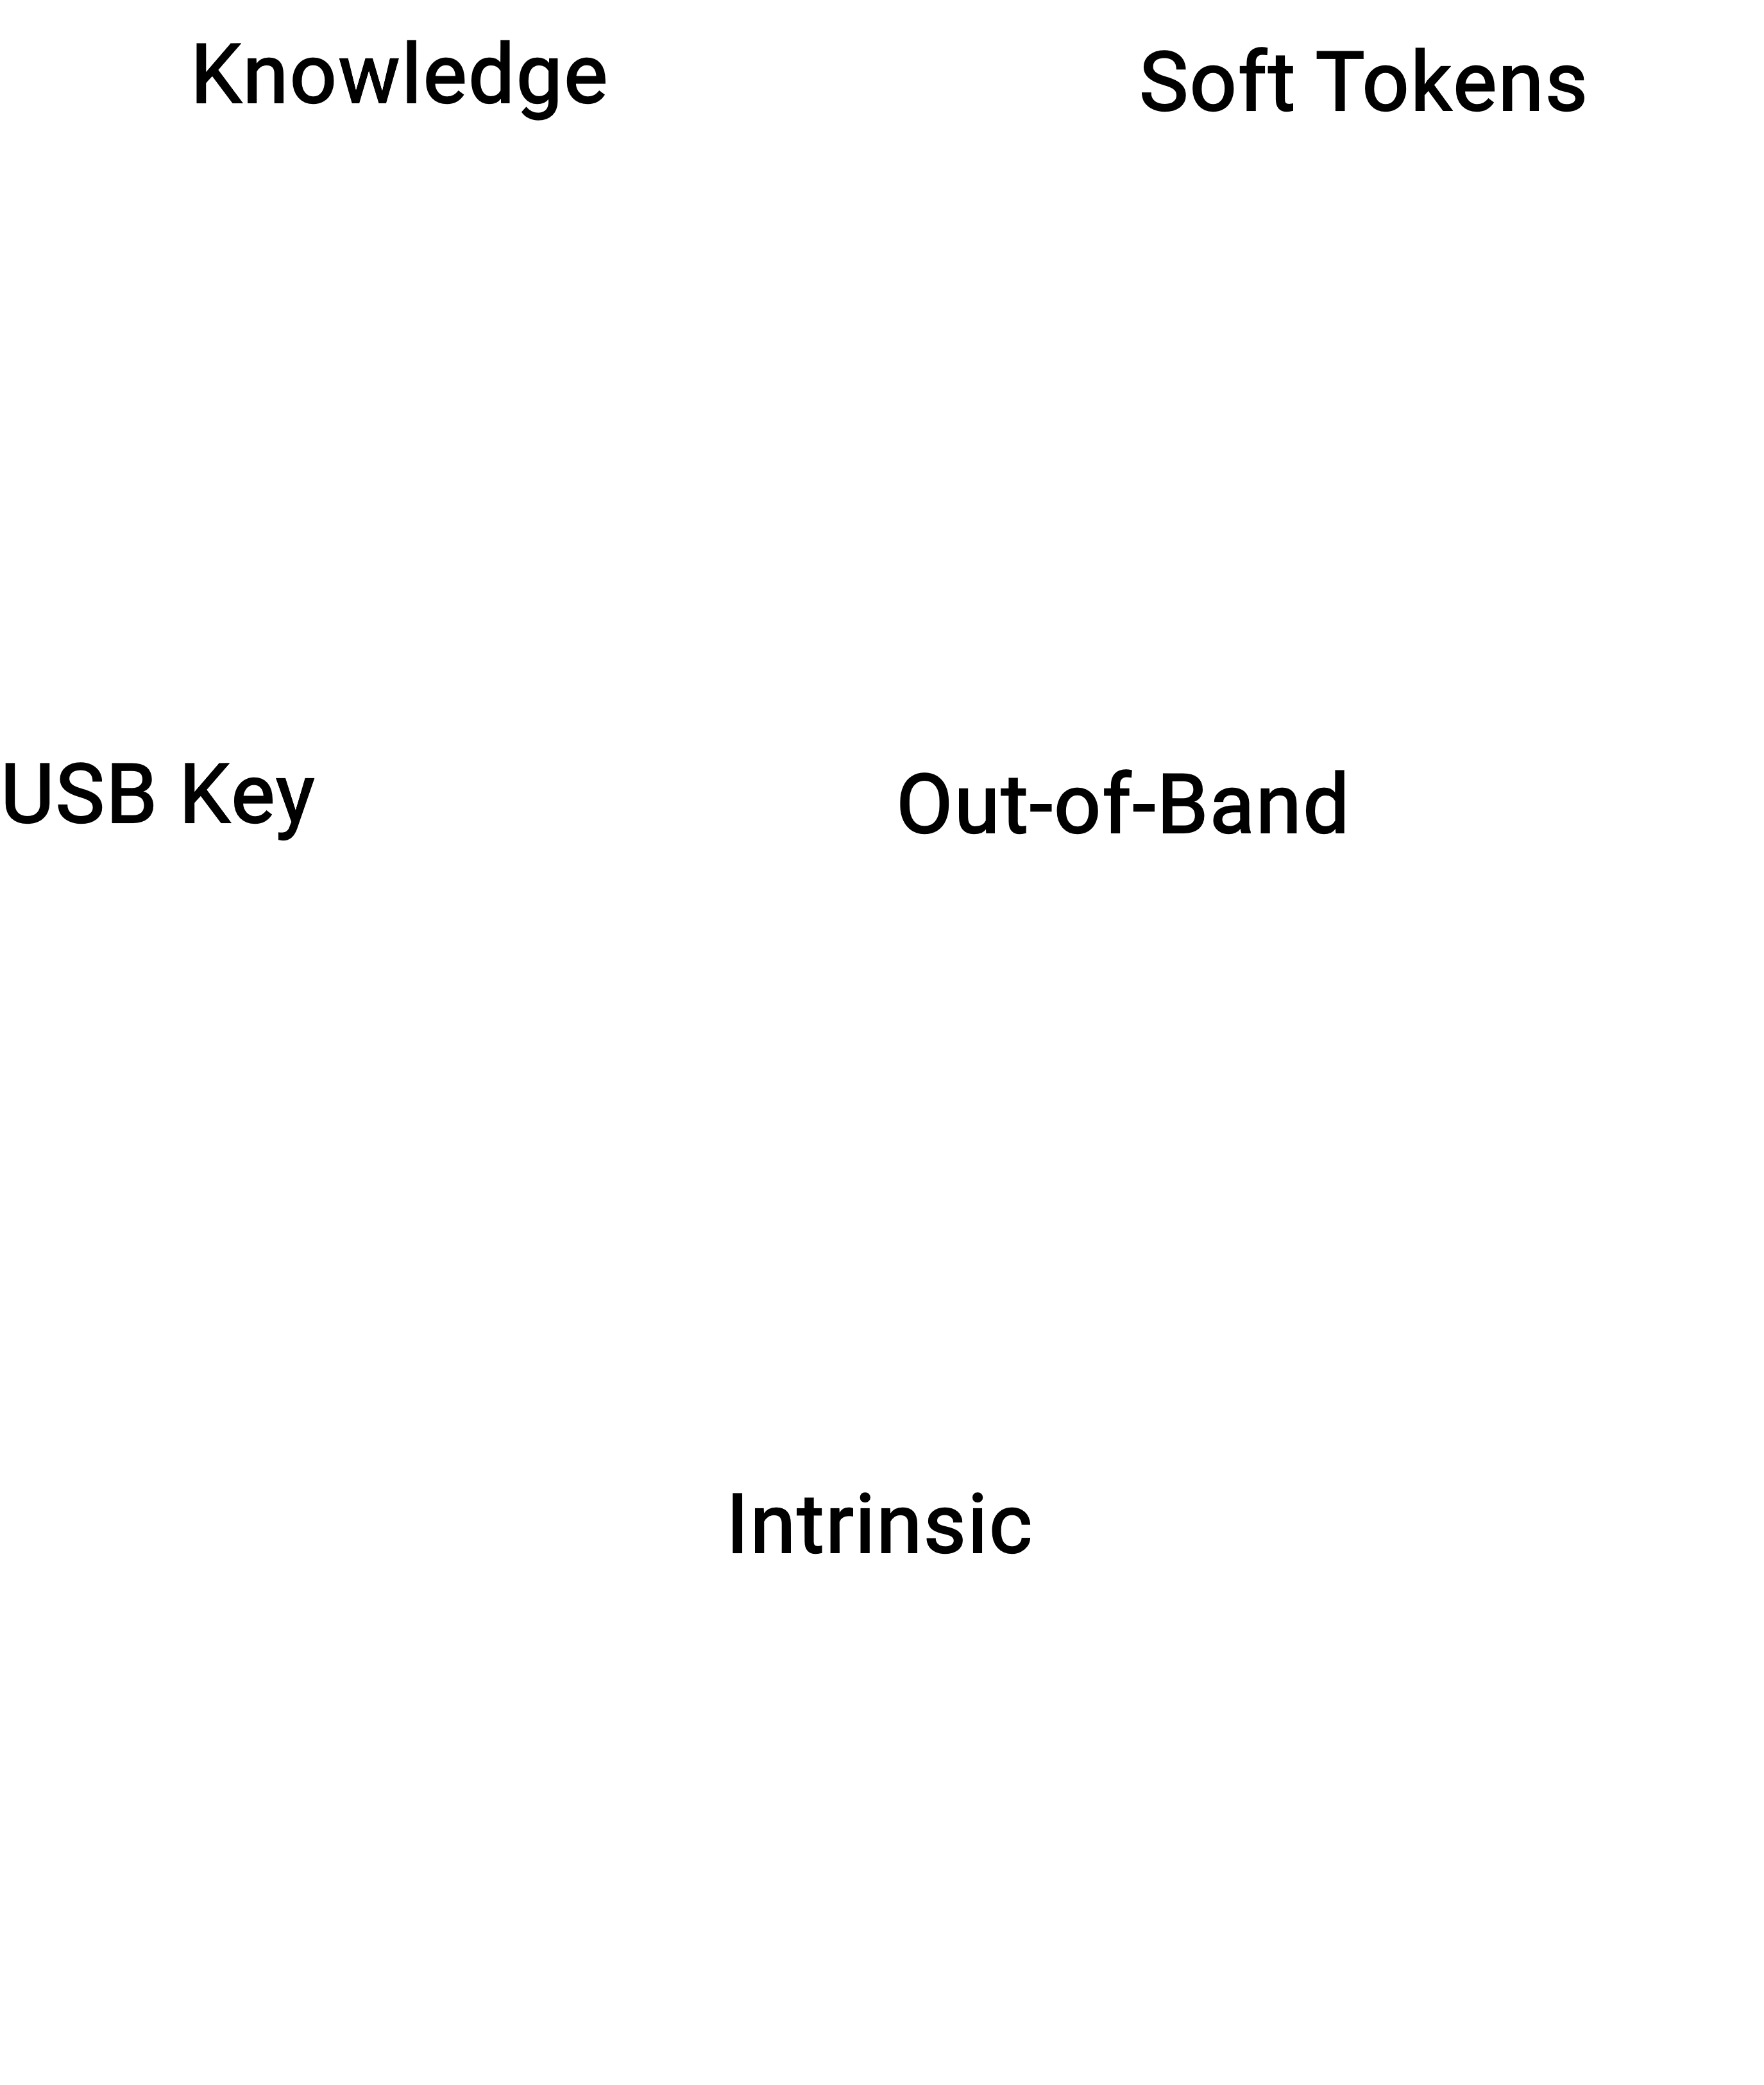 Knowledge
Soft Tokens
USB Key
Out-of-Band
Intrinsic